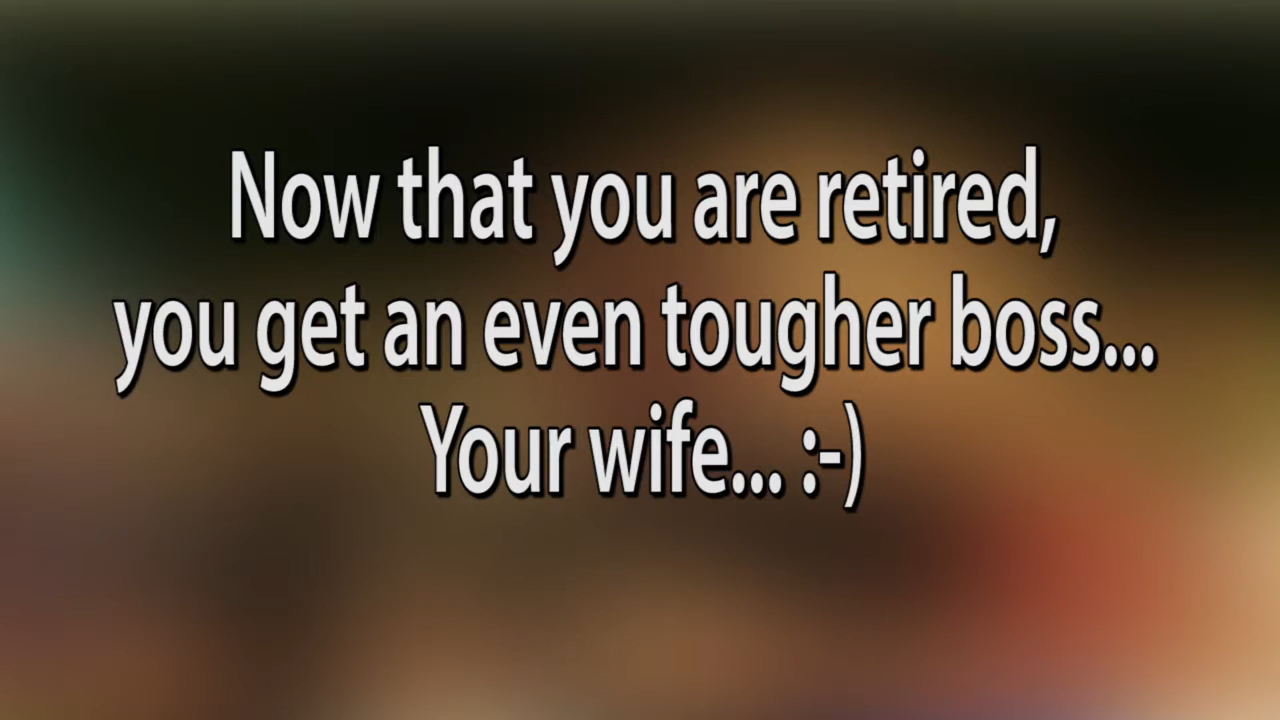 Now that you are retired,
you get an even tougher boss...
Your wife... :-)